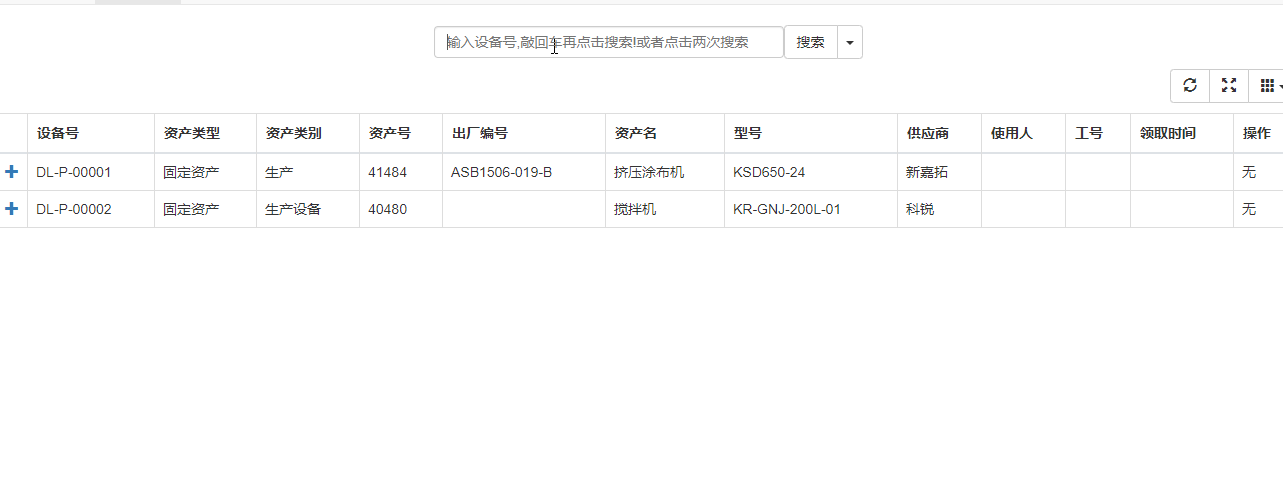 输入设备号,敲回车再点击搜索!或者点击两次搜索 搜索
设备号 资产类型 资产类别 资产号 出厂编号 资产名 型号 供应商 使用人 工号 领取时间 操作
DL-P-00001 固定资产 生产 41484 ASB1506-019-B 挤压涂布机 KSD650-24 新嘉拓 无
DL-P-00002 固定资产 生产设备 40480 搅拌机 KR-GNJ-200L-01 科锐 无